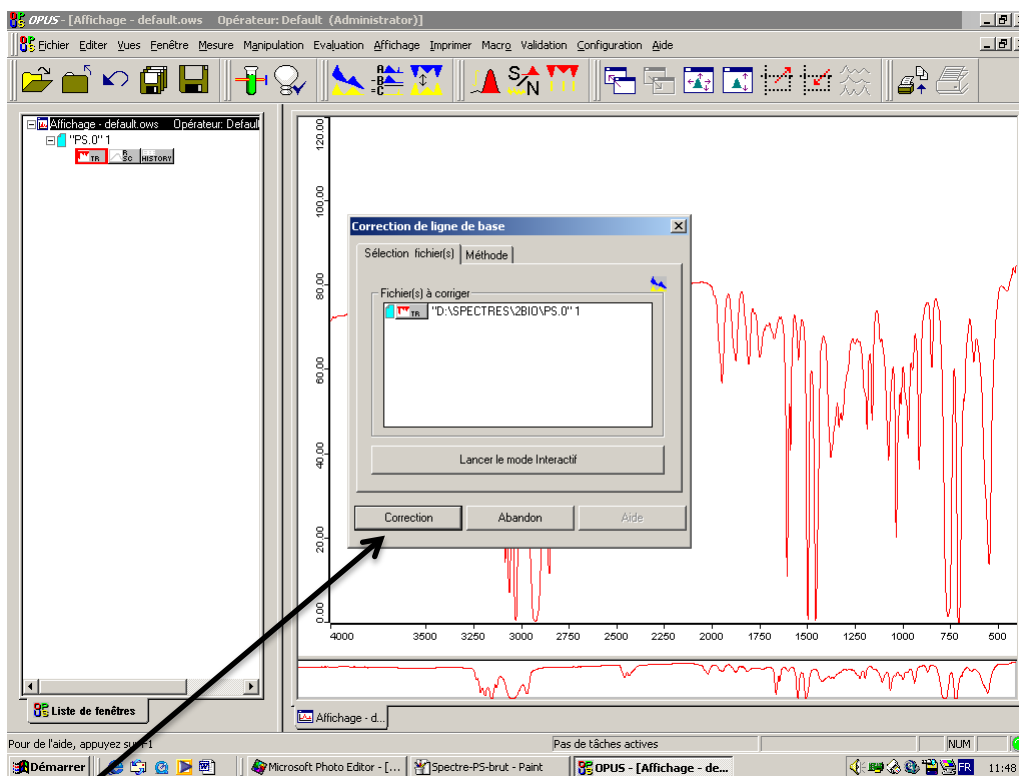 OPUS - [Affichage - default.ows Opérateur: Default (Administrator)]
Fichier Editer Vues Fenêtre Mesure Manipulation Evaluation Affichage Imprimer Macro Validation Configuration Aide
A
B
C
S
N
Affichage - default.ows Opérateur: Defaul
"PS.0" 1
TR
R
SC
HISTORY
120.00
100.00
80.00
60.00
40.00
20.00
0.00
Correction de ligne de base
Sélection fichier(s) Méthode
Fichier(s) à corriger
TR "D:\SPECTRES\2BIO\PS.0" 1
Lancer le mode Interactif
Correction Abandon Aide
4000 3500 3250 3000 2750 2500 2250 2000 1750 1500 1250 1000 750 500
Liste de fenêtres
Affichage - d...
Pour de l'aide, appuyez sur F1 Pas de tâches actives NUM
Démarrer Microsoft Photo Editor - [... Spectre-PS-brut - Paint OPUS - [Affichage - de... FR 11:48